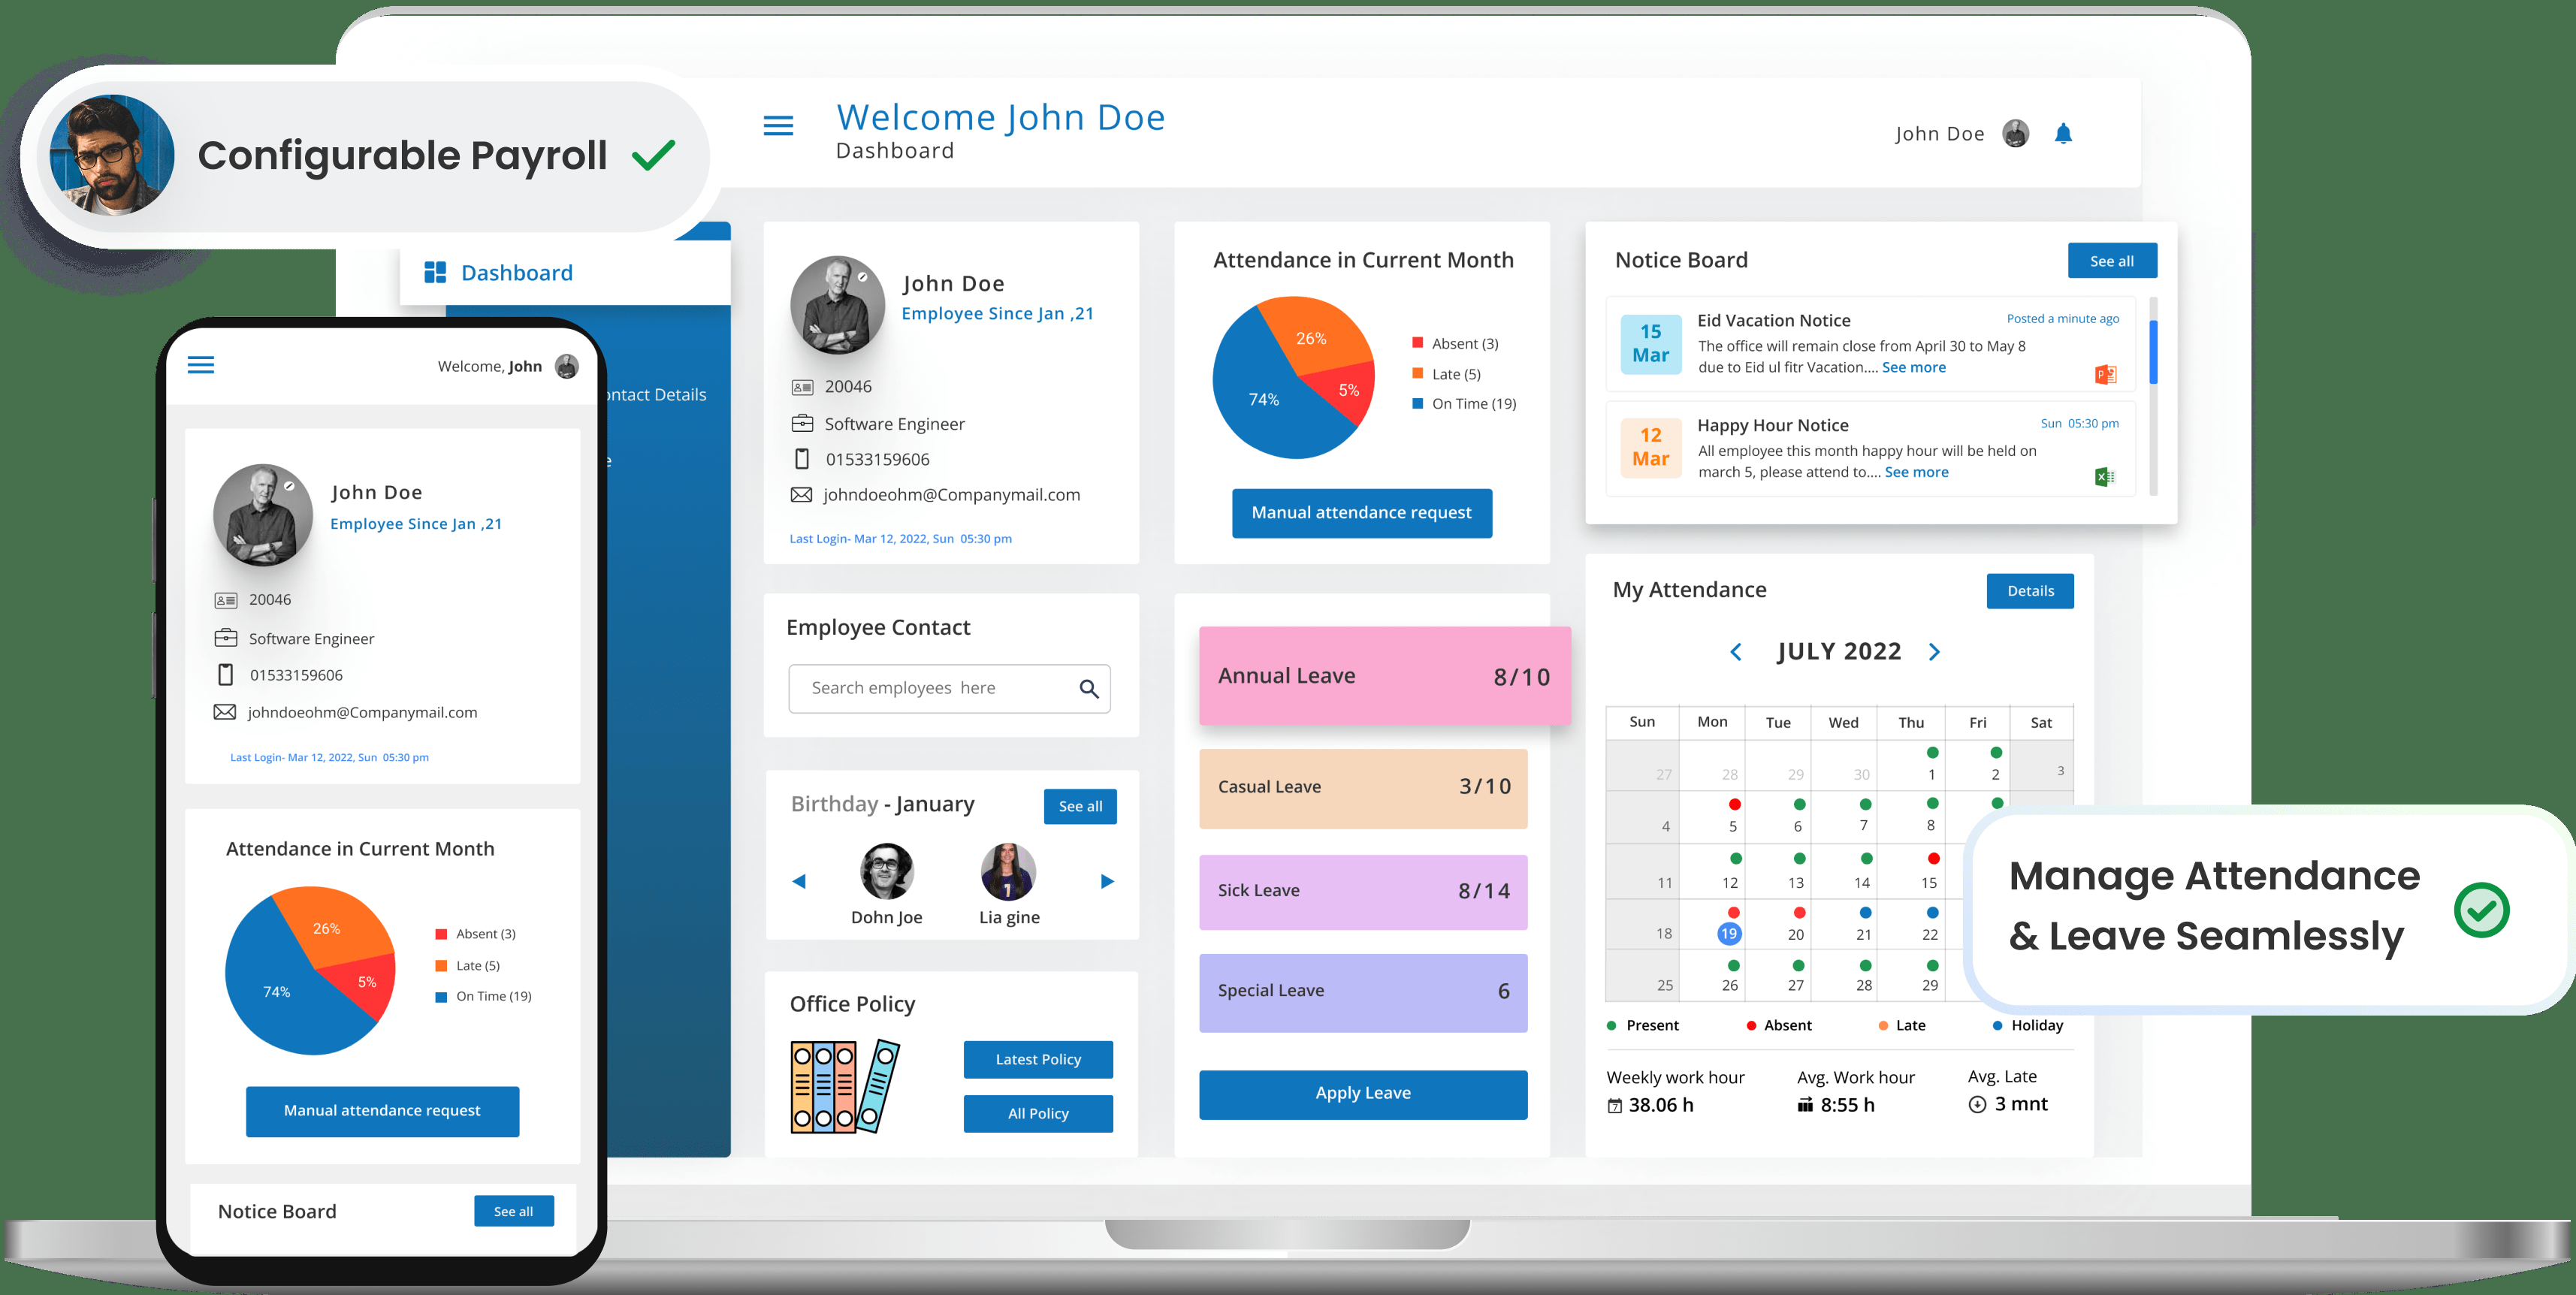 Configurable Payroll
Welcome John Doe
Dashboard
John Doe
Dashboard
Contact Details
Welcome, John
John Doe
Employee Since Jan ,21
20046
Software Engineer
01533159606
johndoeohm@Companymail.com
Last Login- Mar 12, 2022, Sun 05:30 pm
Attendance in Current Month
26%
5%
74%
Absent (3)
Late (5)
On Time (19)
Manual attendance request
Notice Board
See all
John Doe
Employee Since Jan ,21
20046
Software Engineer
01533159606
johndoeohm@Companymail.com
Last Login- Mar 12, 2022, Sun 05:30 pm
Employee Contact
Search employees here
Birthday - January
See all
Dohn Joe
Lia gine
Office Policy
Latest Policy
All Policy
Attendance in Current Month
26%
5%
74%
Absent (3)
Late (5)
On Time (19)
Manual attendance request
Annual Leave 8/10
Casual Leave 3/10
Sick Leave 8/14
Special Leave 6
Apply Leave
Notice Board
See all
15
Mar
Eid Vacation Notice
Posted a minute ago
The office will remain close from April 30 to May 8
due to Eid ul fitr Vacation.... See more
12
Mar
Happy Hour Notice
Sun 05:30 pm
All employee this month happy hour will be held on
march 5, please attend to.... See more
My Attendance
Details
JULY 2022
Sun Mon Tue Wed Thu Fri Sat
27 28 29 30 1 2 3
4 5 6 7 8
11 12 13 14 15
18 19 20 21 22
25 26 27 28 29
Present Absent Late Holiday
Weekly work hour Avg. Work hour Avg. Late
38.06 h 8:55 h 3 mnt
Manage Attendance
& Leave Seamlessly